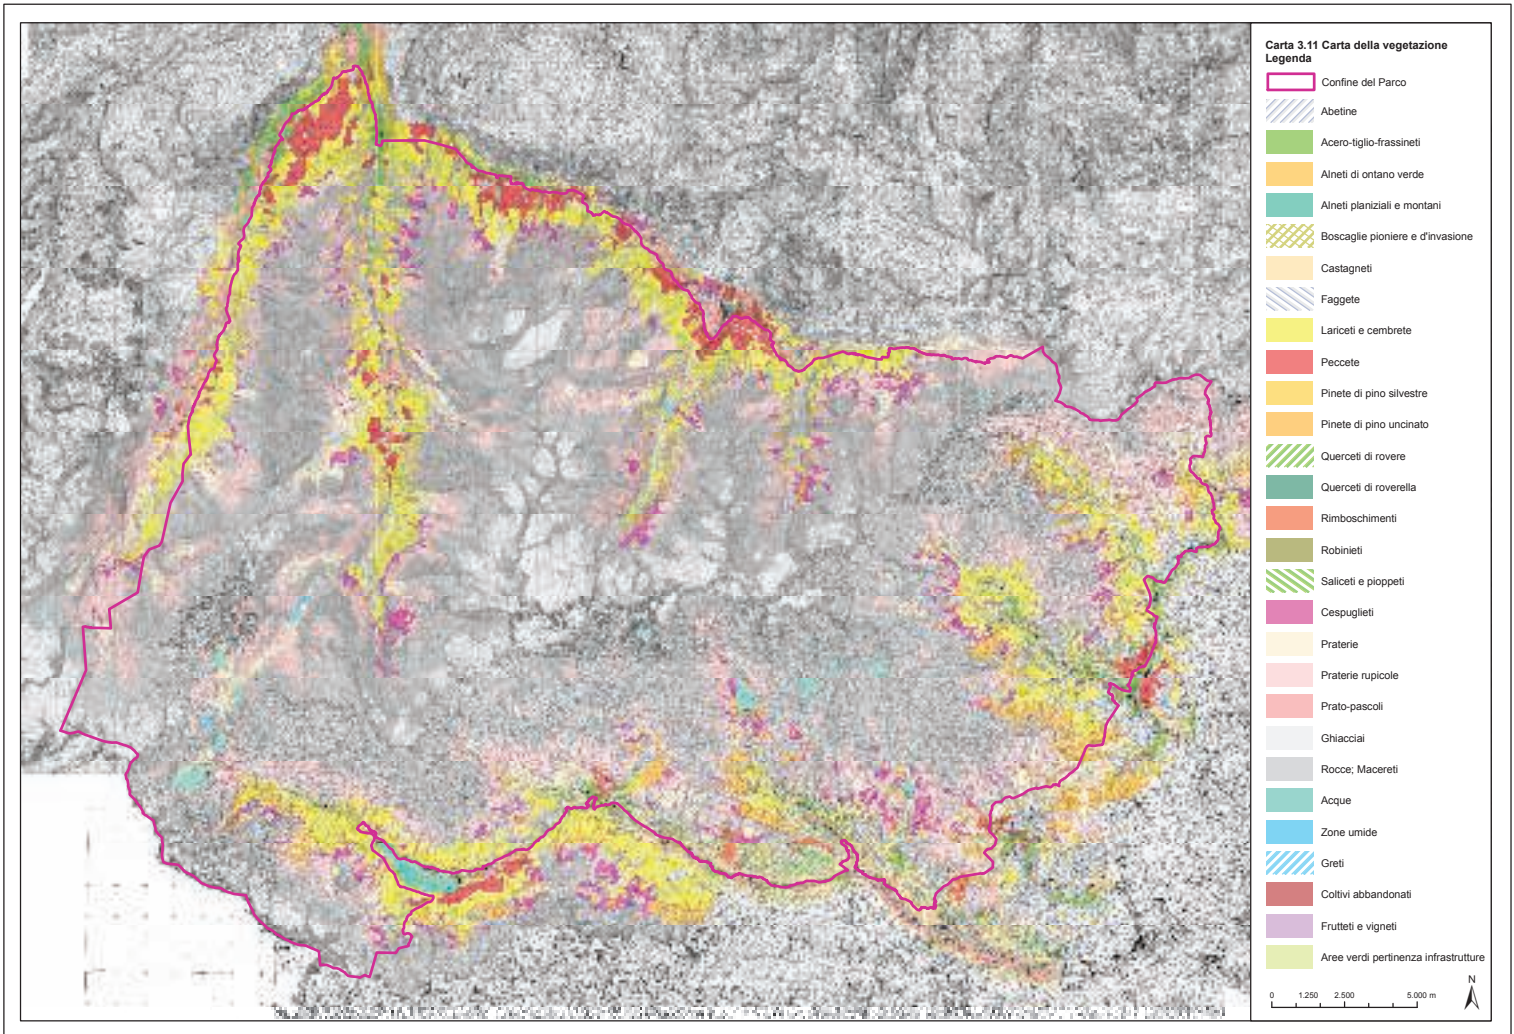 Carta 3.11 Carta della vegetazione
Legenda
Confine del Parco
Abetine
Acero-tiglio-frassineti
Alneti di ontano verde
Alneti planiziali e montani
Boscaglie pioniere e d'invasione
Castagneti
Faggete
Lariceti e cembrete
Peccete
Pinete di pino silvestre
Pinete di pino uncinato
Querceti di rovere
Querceti di roverella
Rimboschimenti
Robinieti
Saliceti e pioppeti
Cespuglieti
Praterie
Praterie rupicole
Prato-pascoli
Ghiacciai
Rocce; Macereti
Acque
Zone umide
Greti
Coltivi abbandonati
Frutteti e vigneti
Aree verdi pertinenza infrastrutture
N
0 1.250 2.500 5.000 m